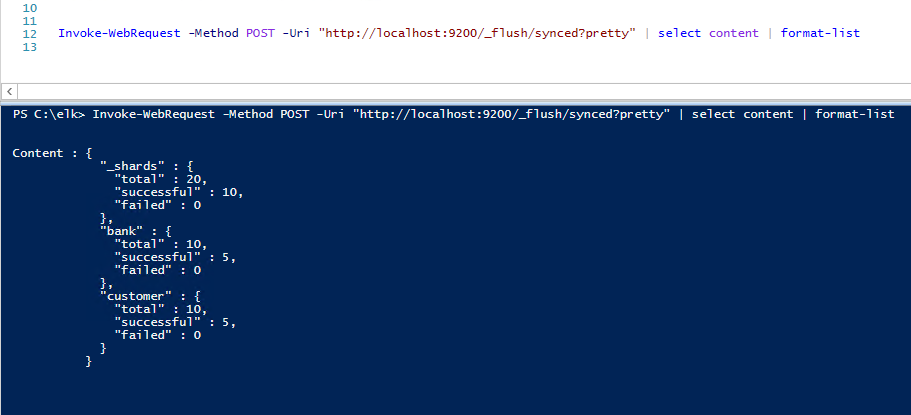 10
11
12 Invoke-WebRequest -Method POST -Uri "http://localhost:9200/_flush/synced?pretty" | select content | format-list
13
PS C:\elk> Invoke-WebRequest -Method POST -Uri "http://localhost:9200/_flush/synced?pretty" | select content | format-list
Content : {
"_shards" : {
"total" : 20,
"successful" : 10,
"failed" : 0
},
"bank" : {
"total" : 10,
"successful" : 5,
"failed" : 0
},
"customer" : {
"total" : 10,
"successful" : 5,
"failed" : 0
}
}